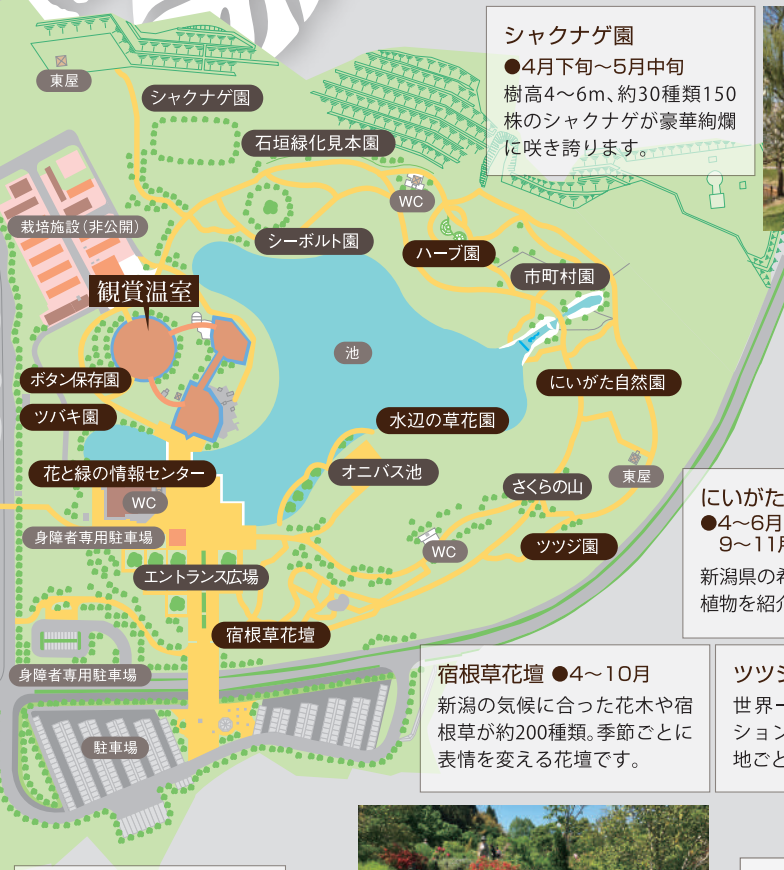 シャクナゲ園
●4月下旬〜5月中旬
樹高4〜6m、約30種類150
株のシャクナゲが豪華絢爛
に咲き誇ります。
東屋
シャクナゲ園
石垣緑化見本園
WC
栽培施設（非公開）
シーボルト園
ハーブ園
市町村園
観賞温室
池
ボタン保存園
にいがた自然園
ツバキ園
水辺の草花園
花と緑の情報センター
オニバス池
東屋
さくらの山
WC
身障者専用駐車場
WC
ツツジ園
エントランス広場
宿根草花壇
身障者専用駐車場
駐車場
にいがた
●4〜6月
9〜11月
新潟県の希
植物を紹介
宿根草花壇 ●4〜10月
新潟の気候に合った花木や宿
根草が約200種類。季節ごとに
表情を変える花壇です。
ツツジ
世界一
ション
地ごと